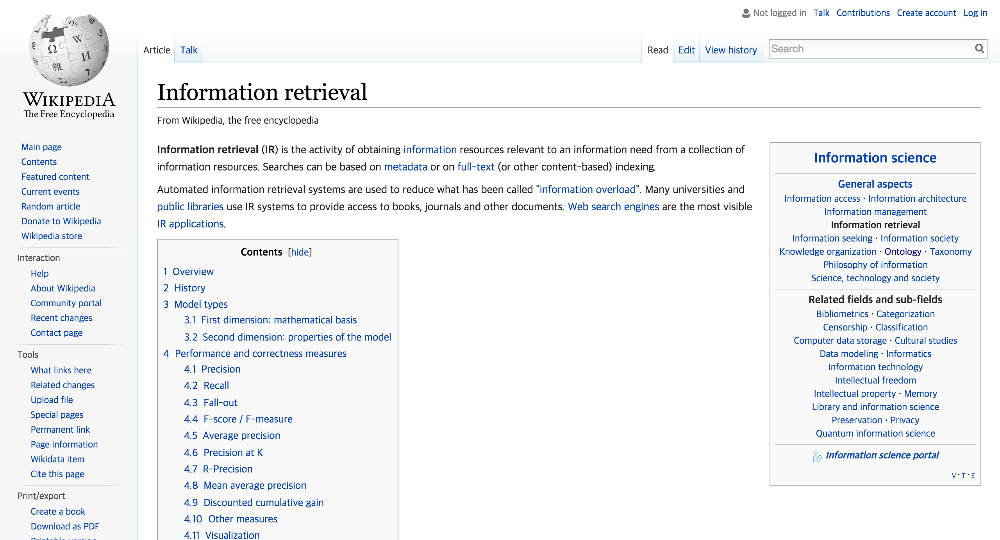 Not logged in Talk Contributions Create account Log in
Article Talk
Read Edit View history Search
WIKIPEDIA
The Free Encyclopedia
Main page
Contents
Featured content
Current events
Random article
Donate to Wikipedia
Wikipedia store
Interaction
Help
About Wikipedia
Community portal
Recent changes
Contact page
Tools
What links here
Related changes
Upload file
Special pages
Permanent link
Page information
Wikidata item
Cite this page
Print/export
Create a book
Download as PDF
Information retrieval
From Wikipedia, the free encyclopedia
Information retrieval (IR) is the activity of obtaining information resources relevant to an information need from a collection of
information resources. Searches can be based on metadata or on full-text (or other content-based) indexing.
Automated information retrieval systems are used to reduce what has been called "information overload". Many universities and
public libraries use IR systems to provide access to books, journals and other documents. Web search engines are the most visible
IR applications.
Contents [hide]
1 Overview
2 History
3 Model types
3.1 First dimension: mathematical basis
3.2 Second dimension: properties of the model
4 Performance and correctness measures
4.1 Precision
4.2 Recall
4.3 Fall-out
4.4 F-score / F-measure
4.5 Average precision
4.6 Precision at K
4.7 R-Precision
4.8 Mean average precision
4.9 Discounted cumulative gain
4.10 Other measures
4.11 Visualization
Information science
General aspects
Information access · Information architecture
Information management
Information retrieval
Information seeking · Information society
Knowledge organization · Ontology · Taxonomy
Philosophy of information
Science, technology and society
Related fields and sub-fields
Bibliometrics · Categorization
Censorship · Classification
Computer data storage · Cultural studies
Data modeling · Informatics
Information technology
Intellectual freedom
Intellectual property · Memory
Library and information science
Preservation · Privacy
Quantum information science
Information science portal
V · T · E